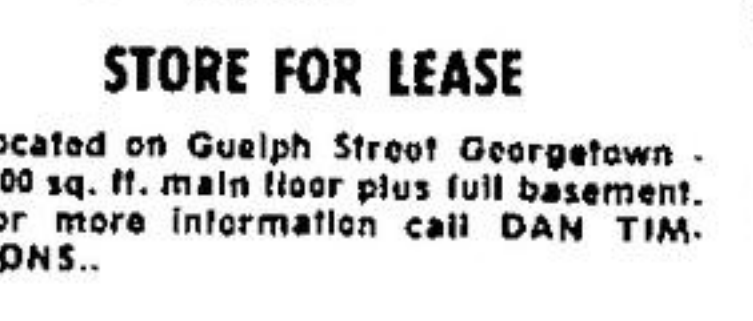 STORE FOR LEASE
ocated on Guelph Street Georgetown -
00 sq. ft. main floor plus full basement.
or more information call DAN TIM-
ONS..